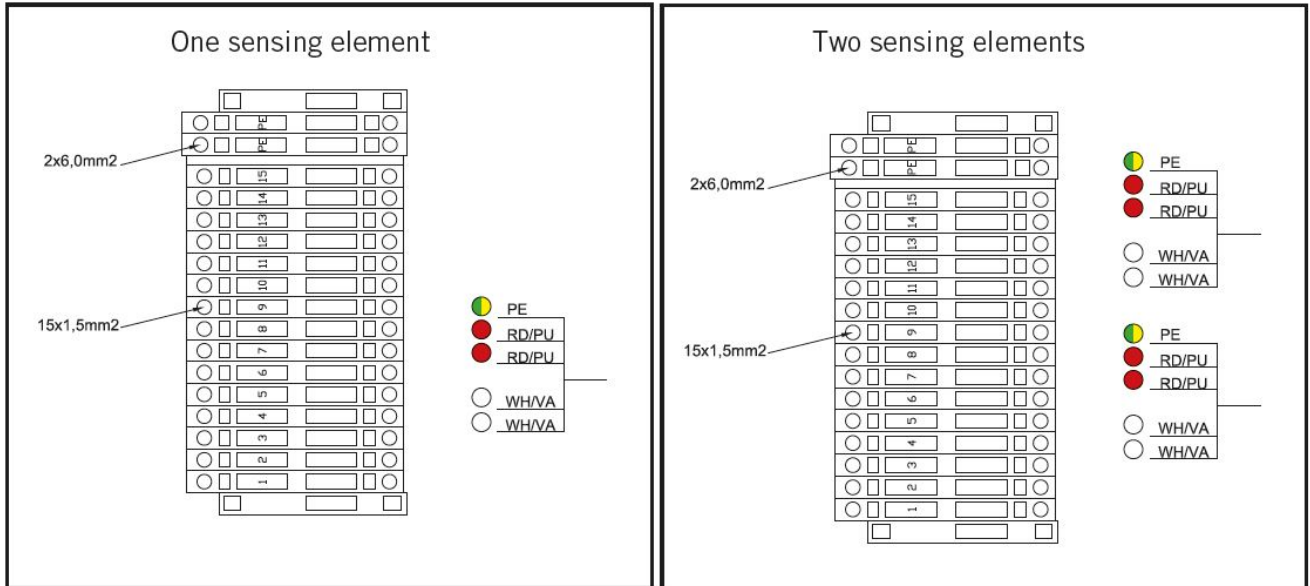 One sensing element
PE
PE
2x6,0mm2
15
14
13
12
11
10
15x1,5mm2
9
8
7
6
5
4
3
2
1
PE
RD/PU
RD/PU
WH/VA
WH/VA
Two sensing elements
PE
PE
2x6,0mm2
15
14
13
12
11
10
15x1,5mm2
9
8
7
6
5
4
3
2
1
PE
RD/PU
RD/PU
WH/VA
WH/VA
PE
RD/PU
RD/PU
WH/VA
WH/VA